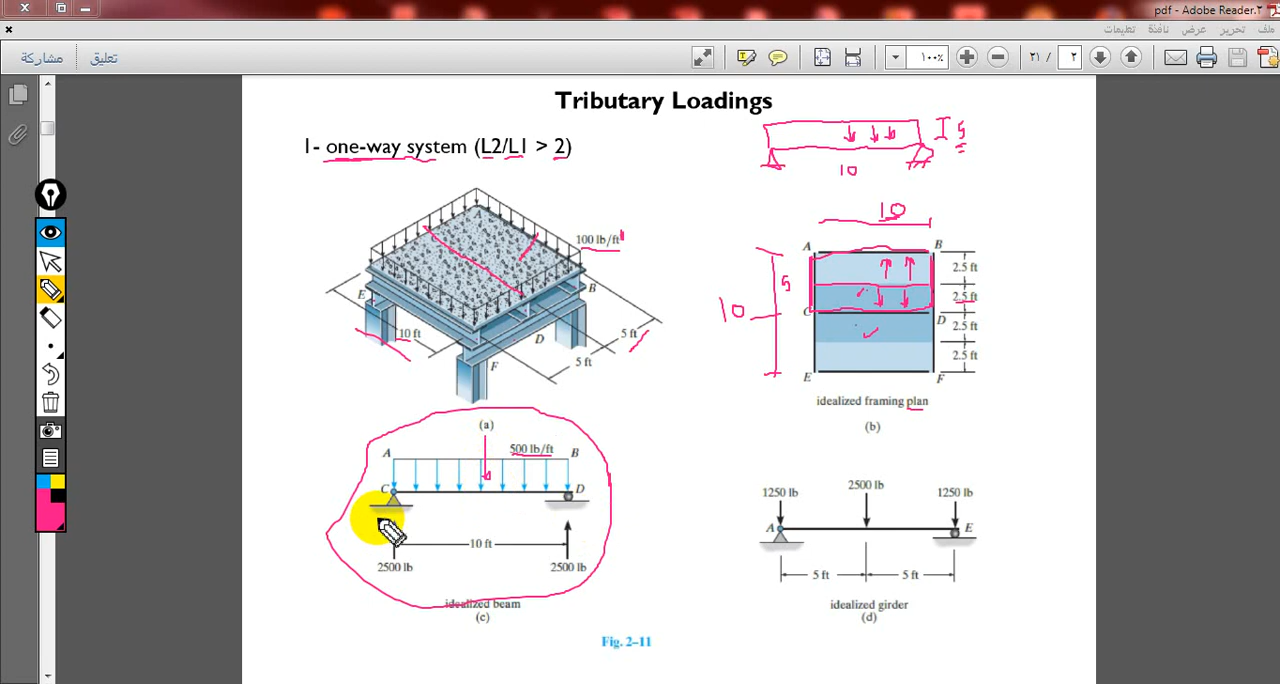 pdf - Adobe Reader.٢
ملف تحرير عرض نافذة تعليمات
مشاركة
تعليق
١٠٠٪
٢١ /
٢
Tributary Loadings
1- one-way system (L2/L1 > 2)
5
10
10
A
100 lb/ft
E
B
10 ft
5 ft
D
F
5 ft
(a)
A
B
2.5 ft
5
2.5 ft
10
C
D
2.5 ft
2.5 ft
E
F
idealized framing plan
(b)
A
500 lb/ft
B
C
D
10 ft
2500 lb
2500 lb
idealized beam
(c)
1250 lb
2500 lb
1250 lb
A
E
5 ft
5 ft
idealized girder
(d)
Fig. 2–11